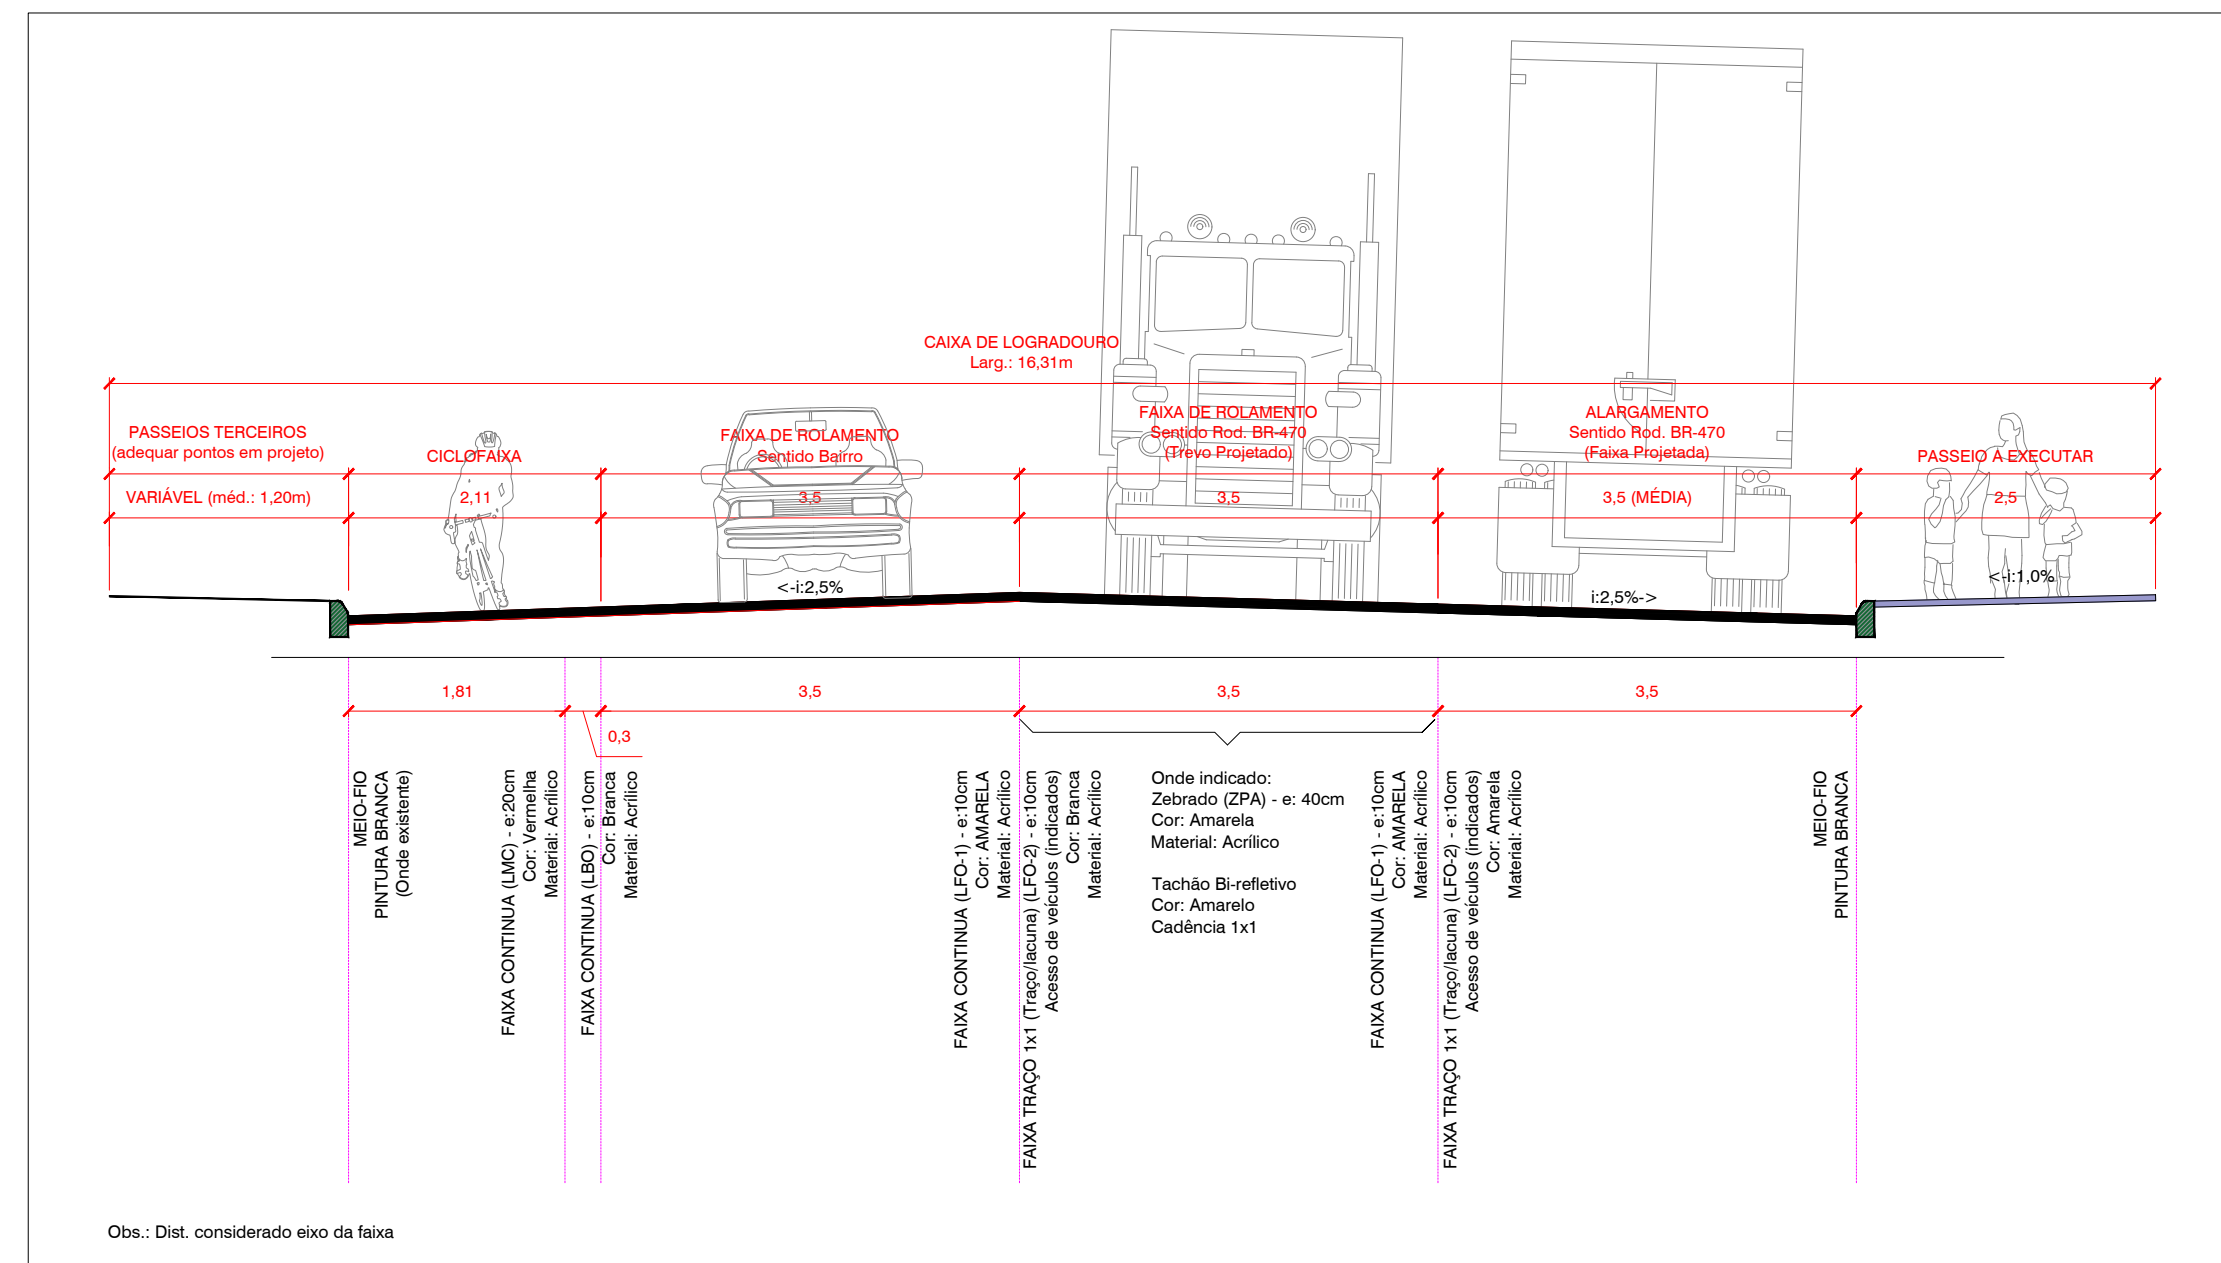 CAIXA DE LOGRADOURO
Larg.: 16,31m
PASSEIOS TERCEIROS
(adequar pontos em projeto)
CICLOFAIXA
FAIXA DE ROLAMENTO
Sentido Bairro
FAIXA DE ROLAMENTO
Sentido Rod. BR-470
(Trevo Projetado)
ALARGAMENTO
Sentido Rod. BR-470
(Faixa Projetada)
PASSEIO À EXECUTAR
VARIÁVEL (méd.: 1,20m)
2,11
3,5
3,5
3,5 (MÉDIA)
2,5
<-i:2,5%
i:2,5%->
<-i:1,0%
1,81
0,3
3,5
3,5
3,5
MEIO-FIO
PINTURA BRANCA
(Onde existente)
FAIXA CONTINUA (LMC) - e:20cm
Cor: Vermelha
Material: Acrílico
FAIXA CONTINUA (LBO) - e:10cm
Cor: Branca
Material: Acrílico
FAIXA CONTINUA (LFO-1) - e:10cm
Cor: AMARELA
Material: Acrílico
FAIXA TRAÇO 1x1 (Traço/lacuna) (LFO-2) - e:10cm
Acesso de veículos (indicados)
Cor: Branca
Material: Acrílico
Onde indicado:
Zebrado (ZPA) - e: 40cm
Cor: Amarela
Material: Acrílico
Tachão Bi-refletivo
Cor: Amarelo
Cadência 1x1
FAIXA CONTINUA (LFO-1) - e:10cm
Cor: AMARELA
Material: Acrílico
FAIXA TRAÇO 1x1 (Traço/lacuna) (LFO-2) - e:10cm
Acesso de veículos (indicados)
Cor: Amarela
Material: Acrílico
MEIO-FIO
PINTURA BRANCA
Obs.: Dist. considerado eixo da faixa